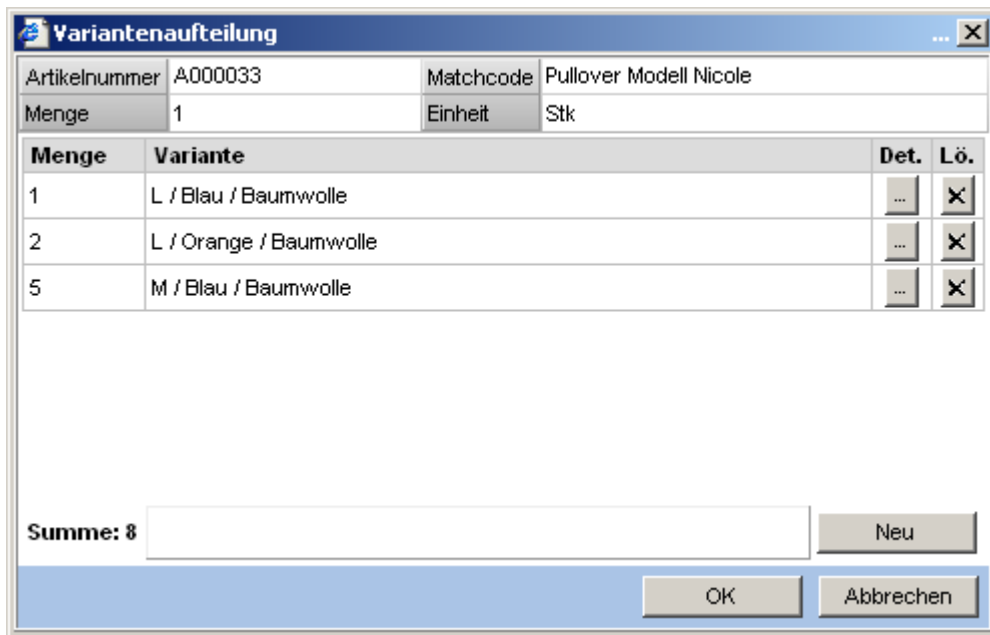 Variantenaufteilung ...
Artikelnummer A000033 Matchcode Pullover Modell Nicole
Menge 1 Einheit Stk
Menge Variante Det. Lö.
1 L / Blau / Baumwolle ...
2 L / Orange / Baumwolle ...
5 M / Blau / Baumwolle ...
Summe: 8 Neu
OK Abbrechen